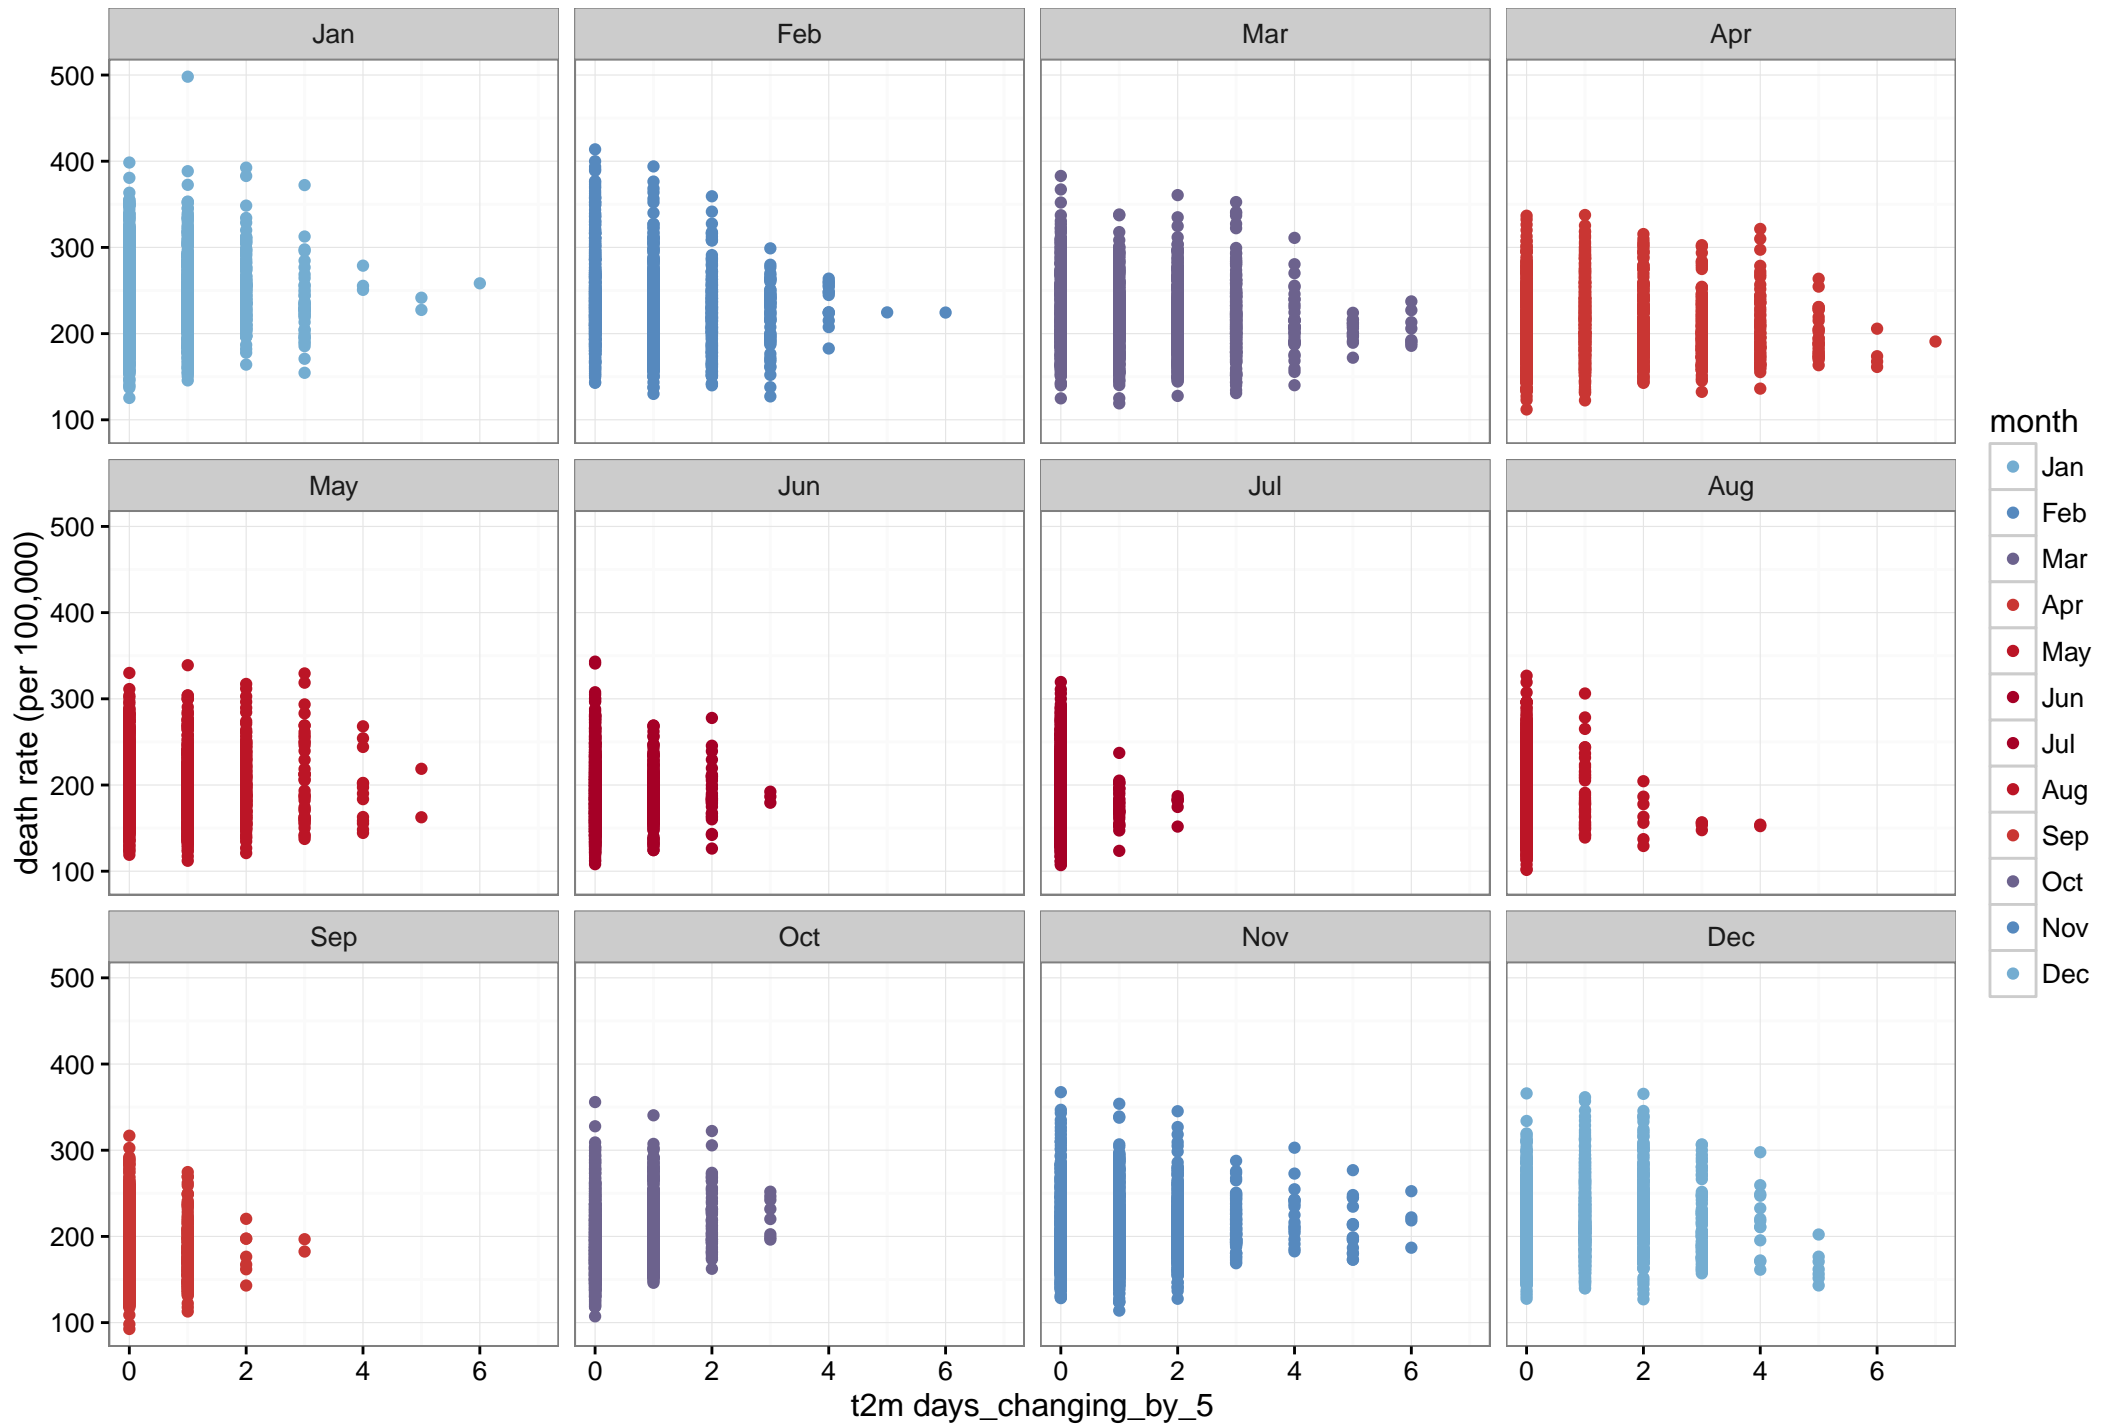 Jan Feb Mar Apr
500
400
300
200
100
May Jun Jul Aug
500
400
300
200
100
Sep Oct Nov Dec
500
400
300
200
100
0 2 4 6 0 2 4 6 0 2 4 6 0 2 4 6
t2m days_changing_by_5
death rate (per 100,000)
month
Jan
Feb
Mar
Apr
May
Jun
Jul
Aug
Sep
Oct
Nov
Dec